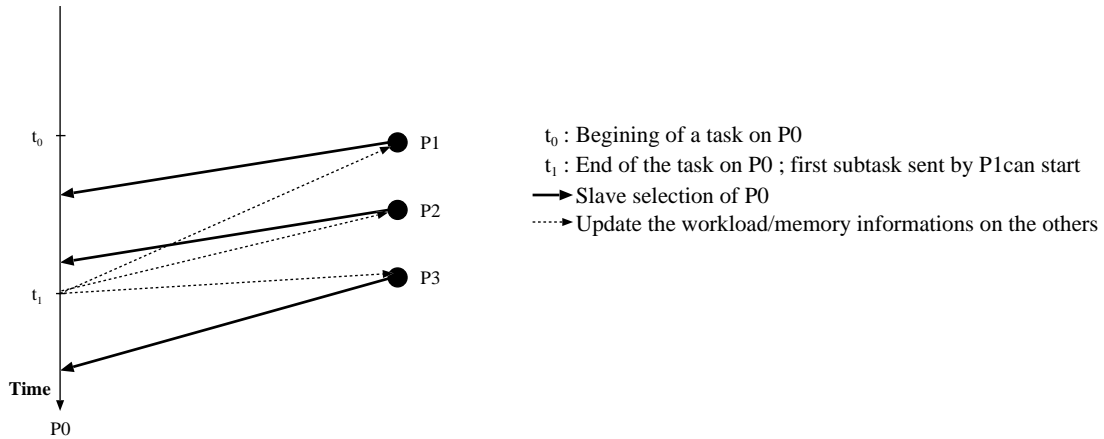 t0
P1
t0 : Begining of a task on P0
t1 : End of the task on P0 ; first subtask sent by P1can start
P2
Slave selection of P0
Update the workload/memory informations on the others
P3
t1
Time
P0